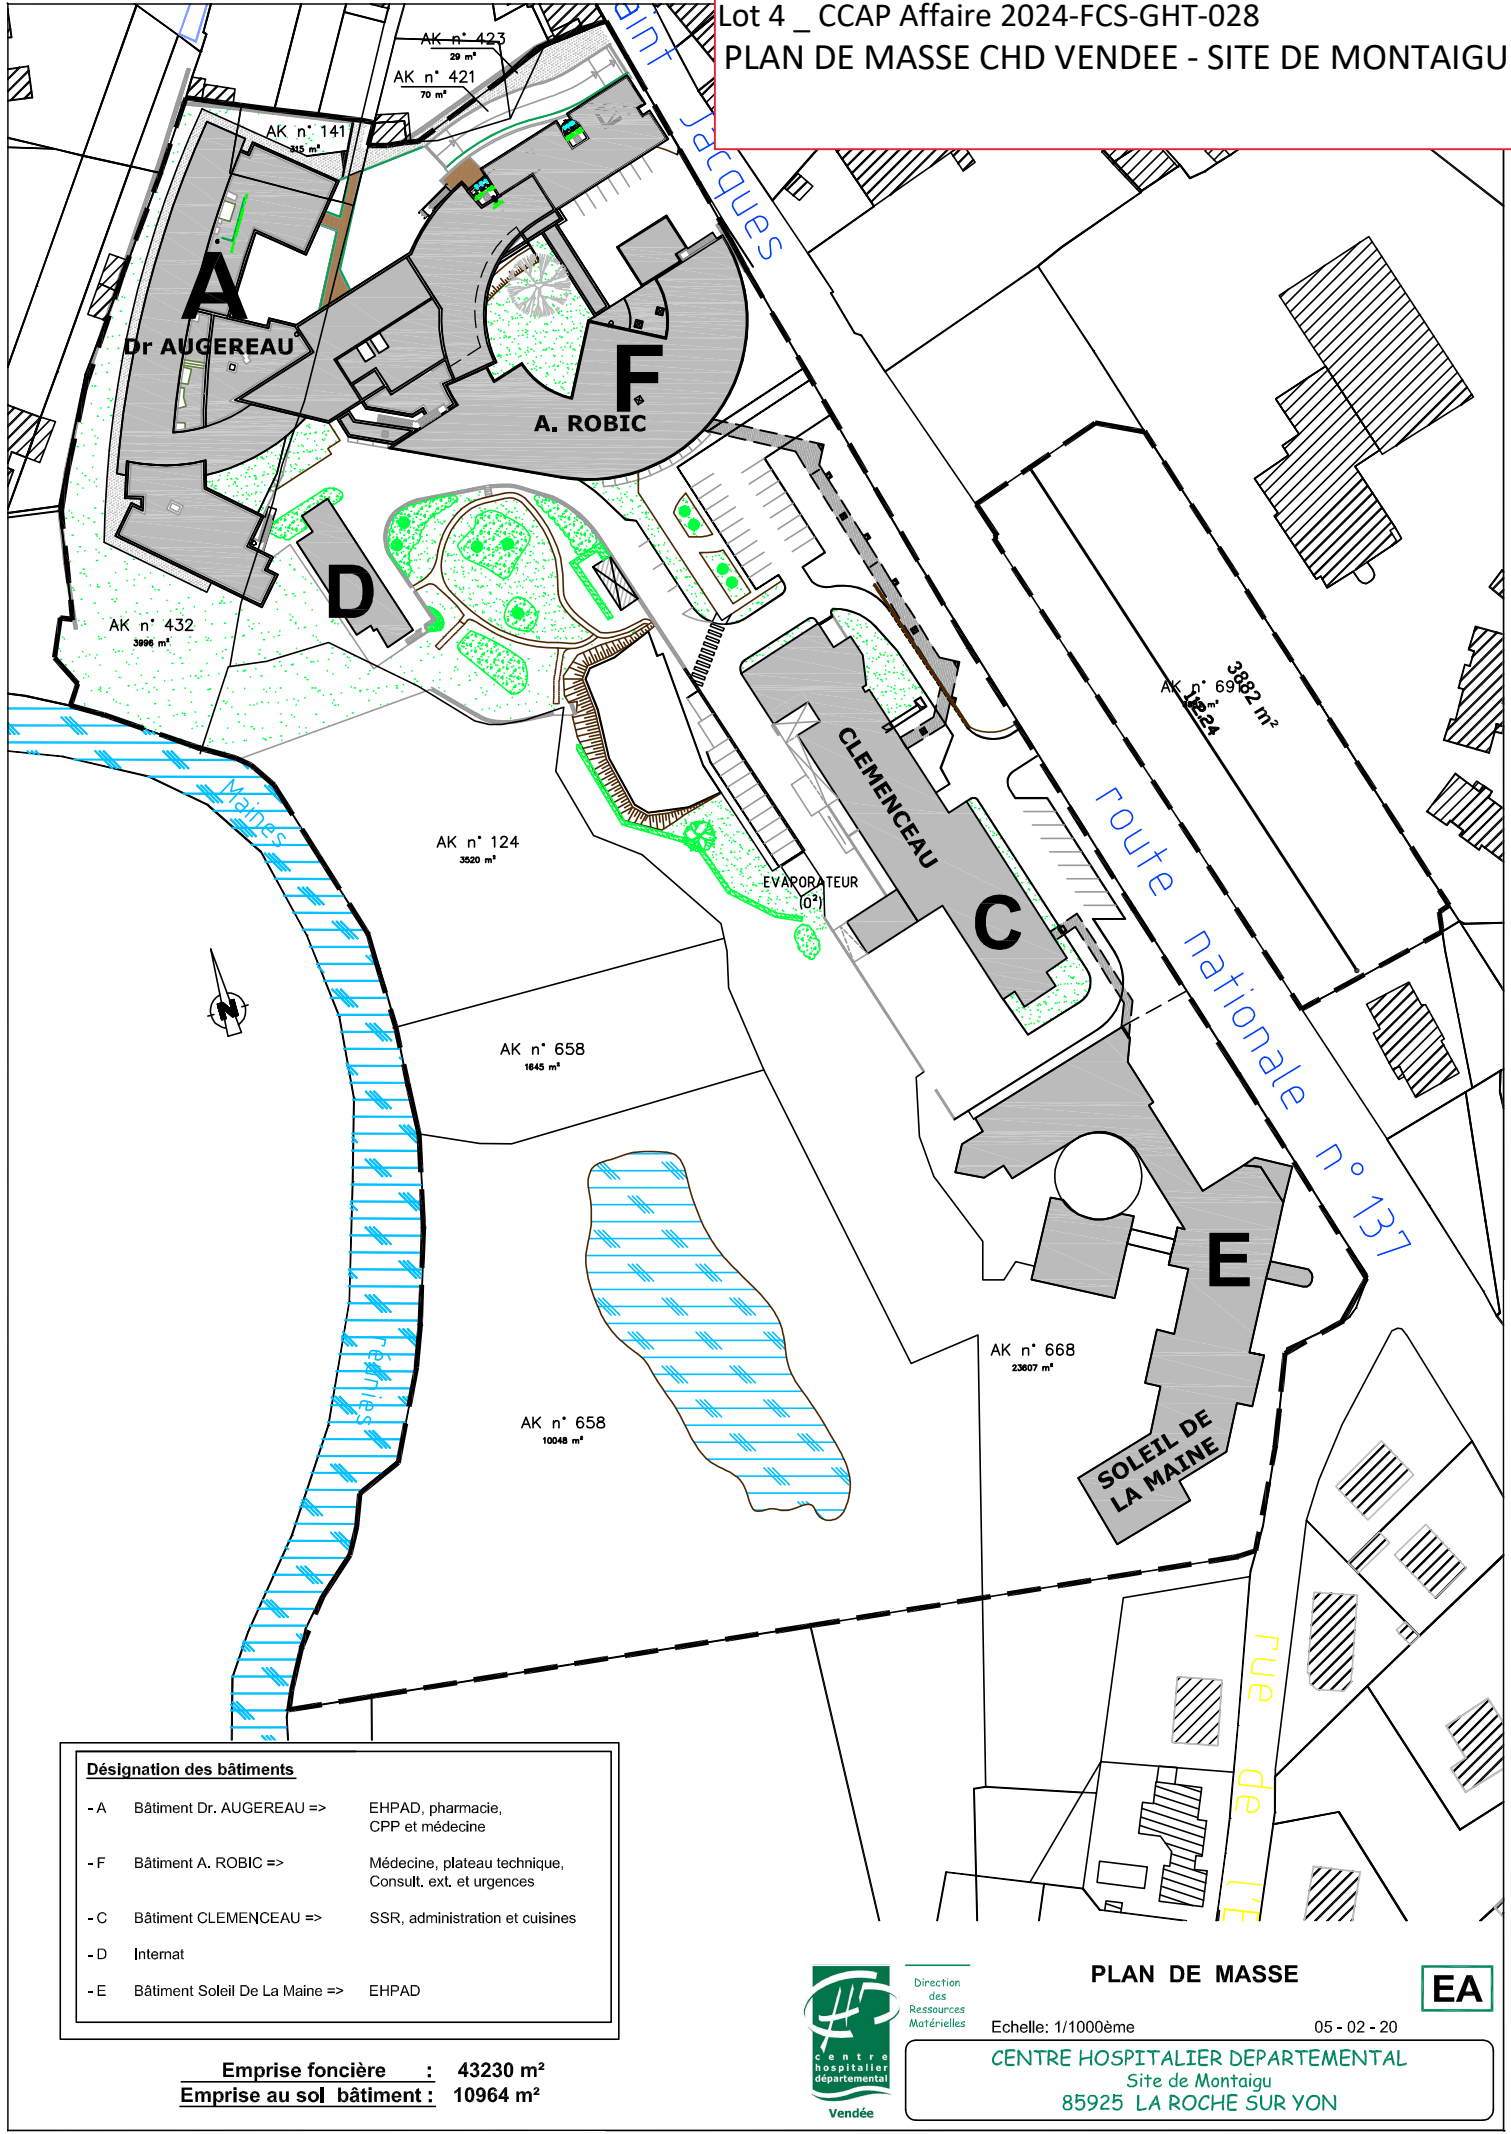 Lot 4 _ CCAP Affaire 2024-FCS-GHT-028
PLAN DE MASSE CHD VENDEE - SITE DE MONTAIGU
AK n° 423
29 m²
AK n° 421
70 m²
AK n° 141
315 m²
aint Jacques
A
Dr AUGEREAU
F
A. ROBIC
D
AK n° 432
3996 m²
Maines
réunies
AK n° 691
3882 m²
112.24
CLEMENCEAU
C
EVAPORATEUR
(O²)
AK n° 124
3520 m²
route nationale n° 137
N
AK n° 658
1645 m²
E
AK n° 668
23607 m²
AK n° 658
10048 m²
SOLEIL DE
LA MAINE
rue de l'E
Désignation des bâtiments
- A Bâtiment Dr. AUGEREAU => EHPAD, pharmacie,
CPP et médecine
- F Bâtiment A. ROBIC => Médecine, plateau technique,
Consult. ext. et urgences
- C Bâtiment CLEMENCEAU => SSR, administration et cuisines
- D Internat
- E Bâtiment Soleil De La Maine => EHPAD
Emprise foncière : 43230 m²
Emprise au sol bâtiment : 10964 m²
centre
hospitalier
départemental
Vendée
Direction
des
Ressources
Matérielles
PLAN DE MASSE
EA
Echelle: 1/1000ème 05 - 02 - 20
CENTRE HOSPITALIER DEPARTEMENTAL
Site de Montaigu
85925 LA ROCHE SUR YON